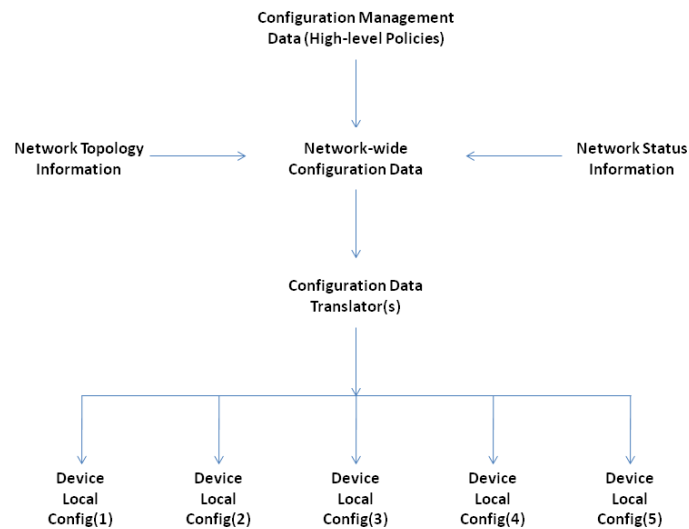 Configuration Management
Data (High-level Policies)
Network Topology
Information
Network-wide
Configuration Data
Network Status
Information
Configuration Data
Translator(s)
Device
Local
Config(1)
Device
Local
Config(2)
Device
Local
Config(3)
Device
Local
Config(4)
Device
Local
Config(5)